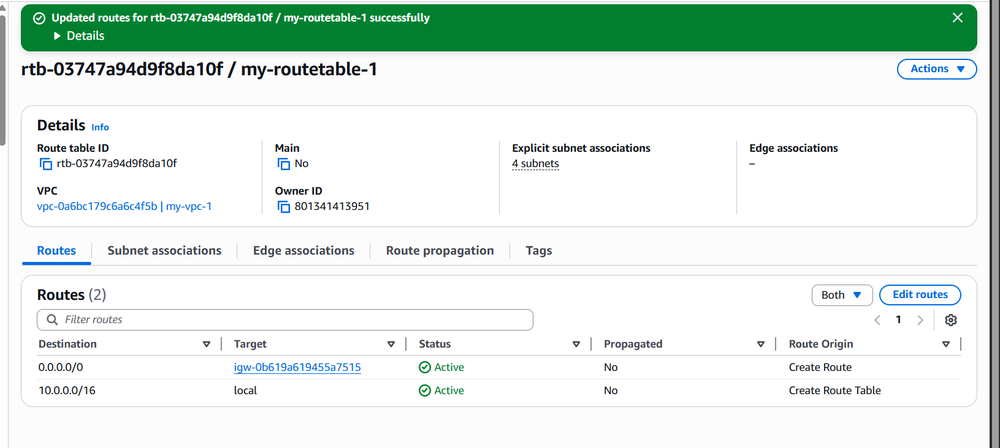 Updated routes for rtb-03747a94d9f8da10f / my-routetable-1 successfully
Details
rtb-03747a94d9f8da10f / my-routetable-1
Actions
Details Info
Route table ID
rtb-03747a94d9f8da10f
Main
No
Explicit subnet associations
4 subnets
Edge associations
–
VPC
vpc-0a6bc179c6a6c4f5b | my-vpc-1
Owner ID
801341413951
Routes Subnet associations Edge associations Route propagation Tags
Routes (2)
Both Edit routes
Filter routes
1
Destination Target Status Propagated Route Origin
0.0.0.0/0 igw-0b619a619455a7515 Active No Create Route
10.0.0.0/16 local Active No Create Route Table